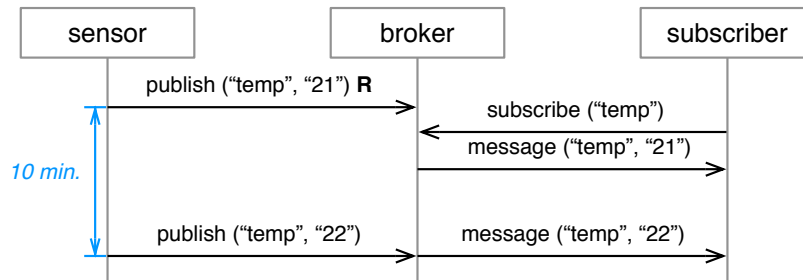 sensor
broker
subscriber
publish (“temp”, “21”) R
subscribe (“temp”)
message (“temp”, “21”)
10 min.
publish (“temp”, “22”)
message (“temp”, “22”)